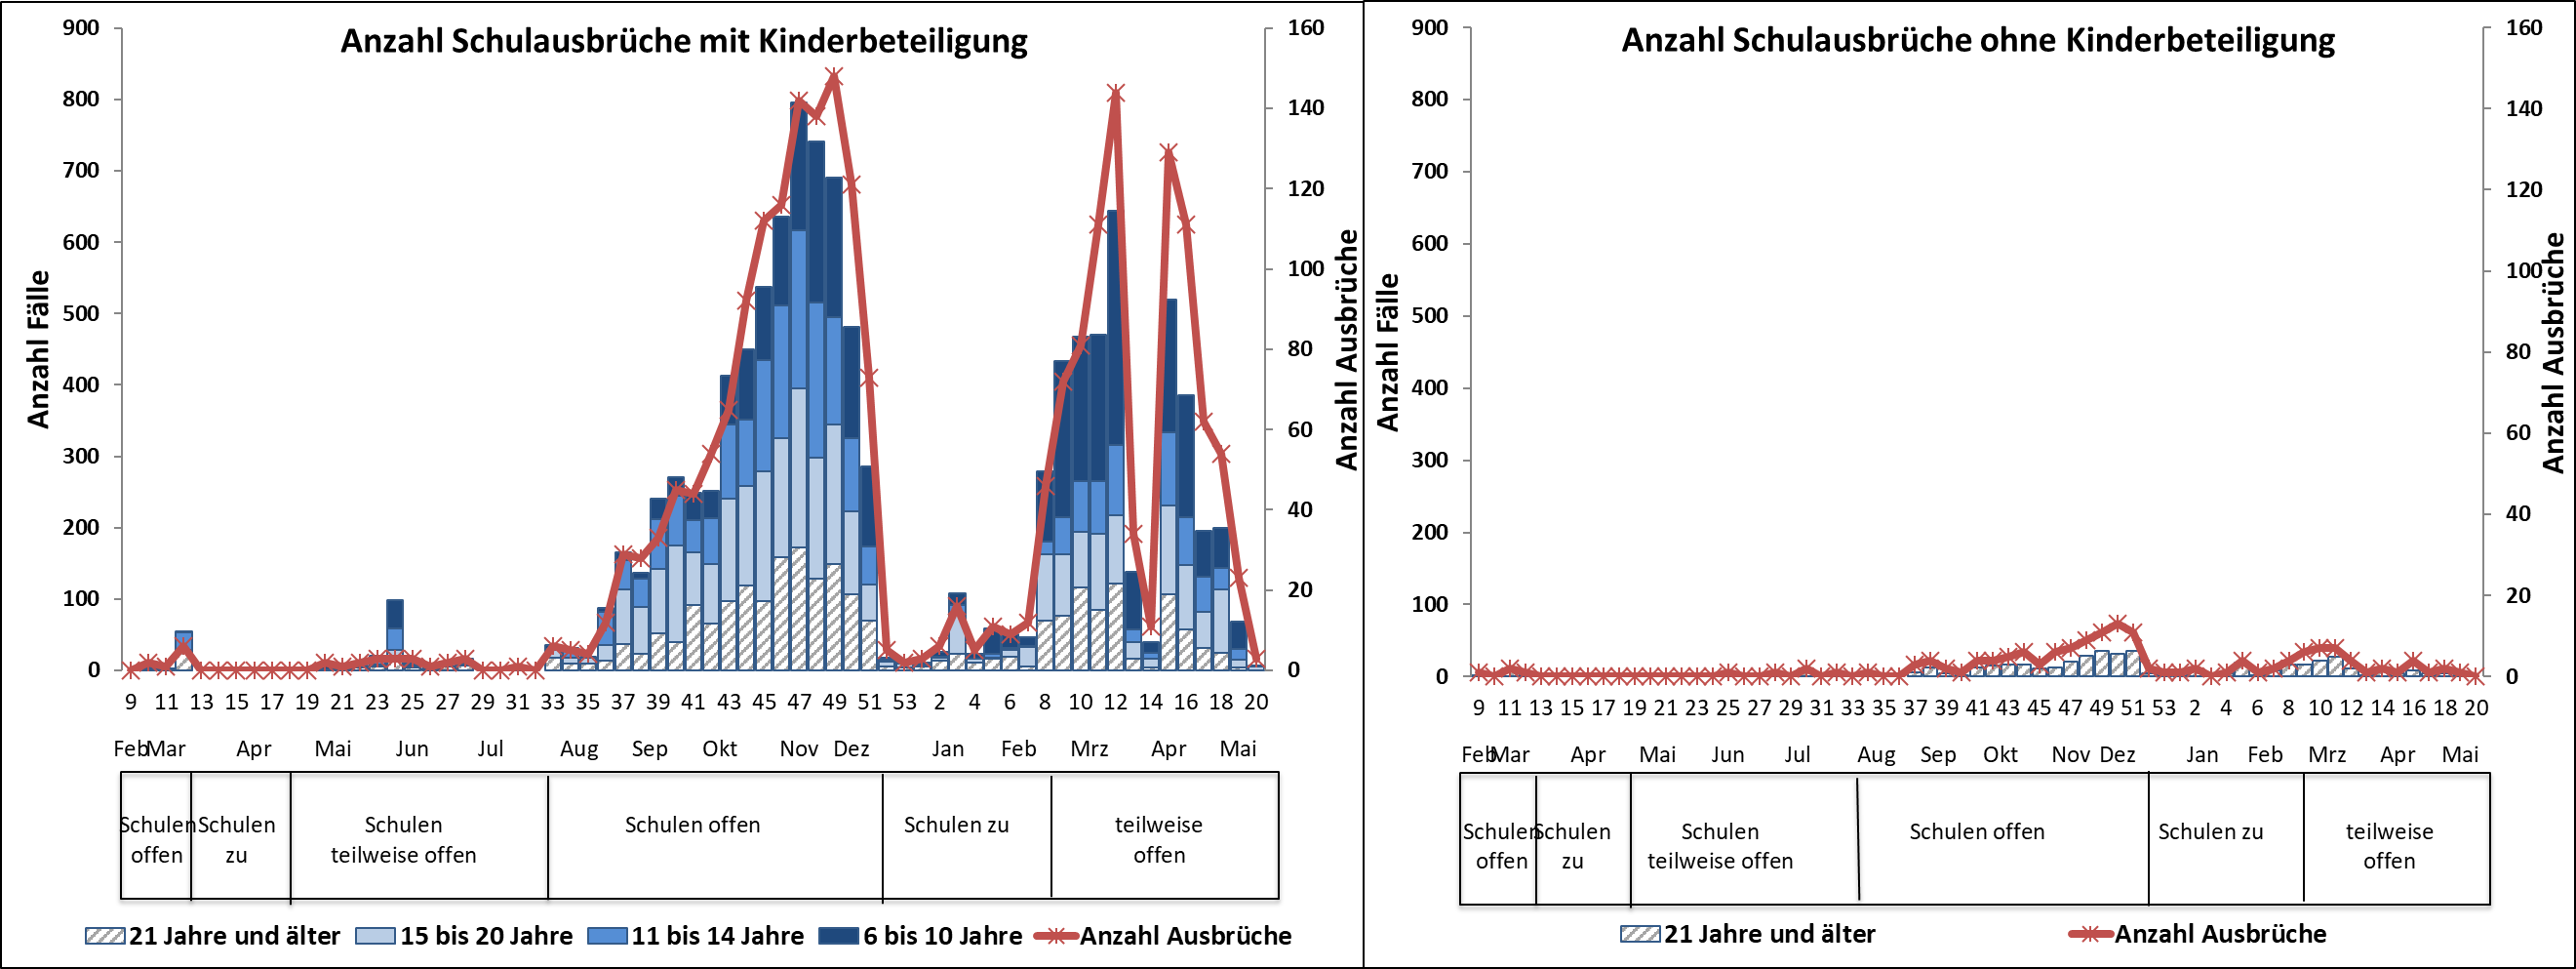 Anzahl Schulausbrüche mit Kinderbeteiligung
900
800
700
600
500
400
300
200
100
0
Anzahl Fälle
160
140
120
100
80
60
40
20
0
Anzahl Ausbrüche
9 11 13 15 17 19 21 23 25 27 29 31 33 35 37 39 41 43 45 47 49 51 53 2 4 6 8 10 12 14 16 18 20
Feb Mar Apr Mai Jun Jul Aug Sep Okt Nov Dez Jan Feb Mrz Apr Mai
Schulen offen
Schulen zu
Schulen teilweise offen
Schulen offen
Schulen zu
teilweise offen
21 Jahre und älter 15 bis 20 Jahre 11 bis 14 Jahre 6 bis 10 Jahre Anzahl Ausbrüche
Anzahl Schulausbrüche ohne Kinderbeteiligung
900
800
700
600
500
400
300
200
100
0
Anzahl Fälle
160
140
120
100
80
60
40
20
0
Anzahl Ausbrüche
9 11 13 15 17 19 21 23 25 27 29 31 33 35 37 39 41 43 45 47 49 51 53 2 4 6 8 10 12 14 16 18 20
Feb Mar Apr Mai Jun Jul Aug Sep Okt Nov Dez Jan Feb Mrz Apr Mai
Schulen offen
Schulen zu
Schulen teilweise offen
Schulen offen
Schulen zu
teilweise offen
21 Jahre und älter Anzahl Ausbrüche